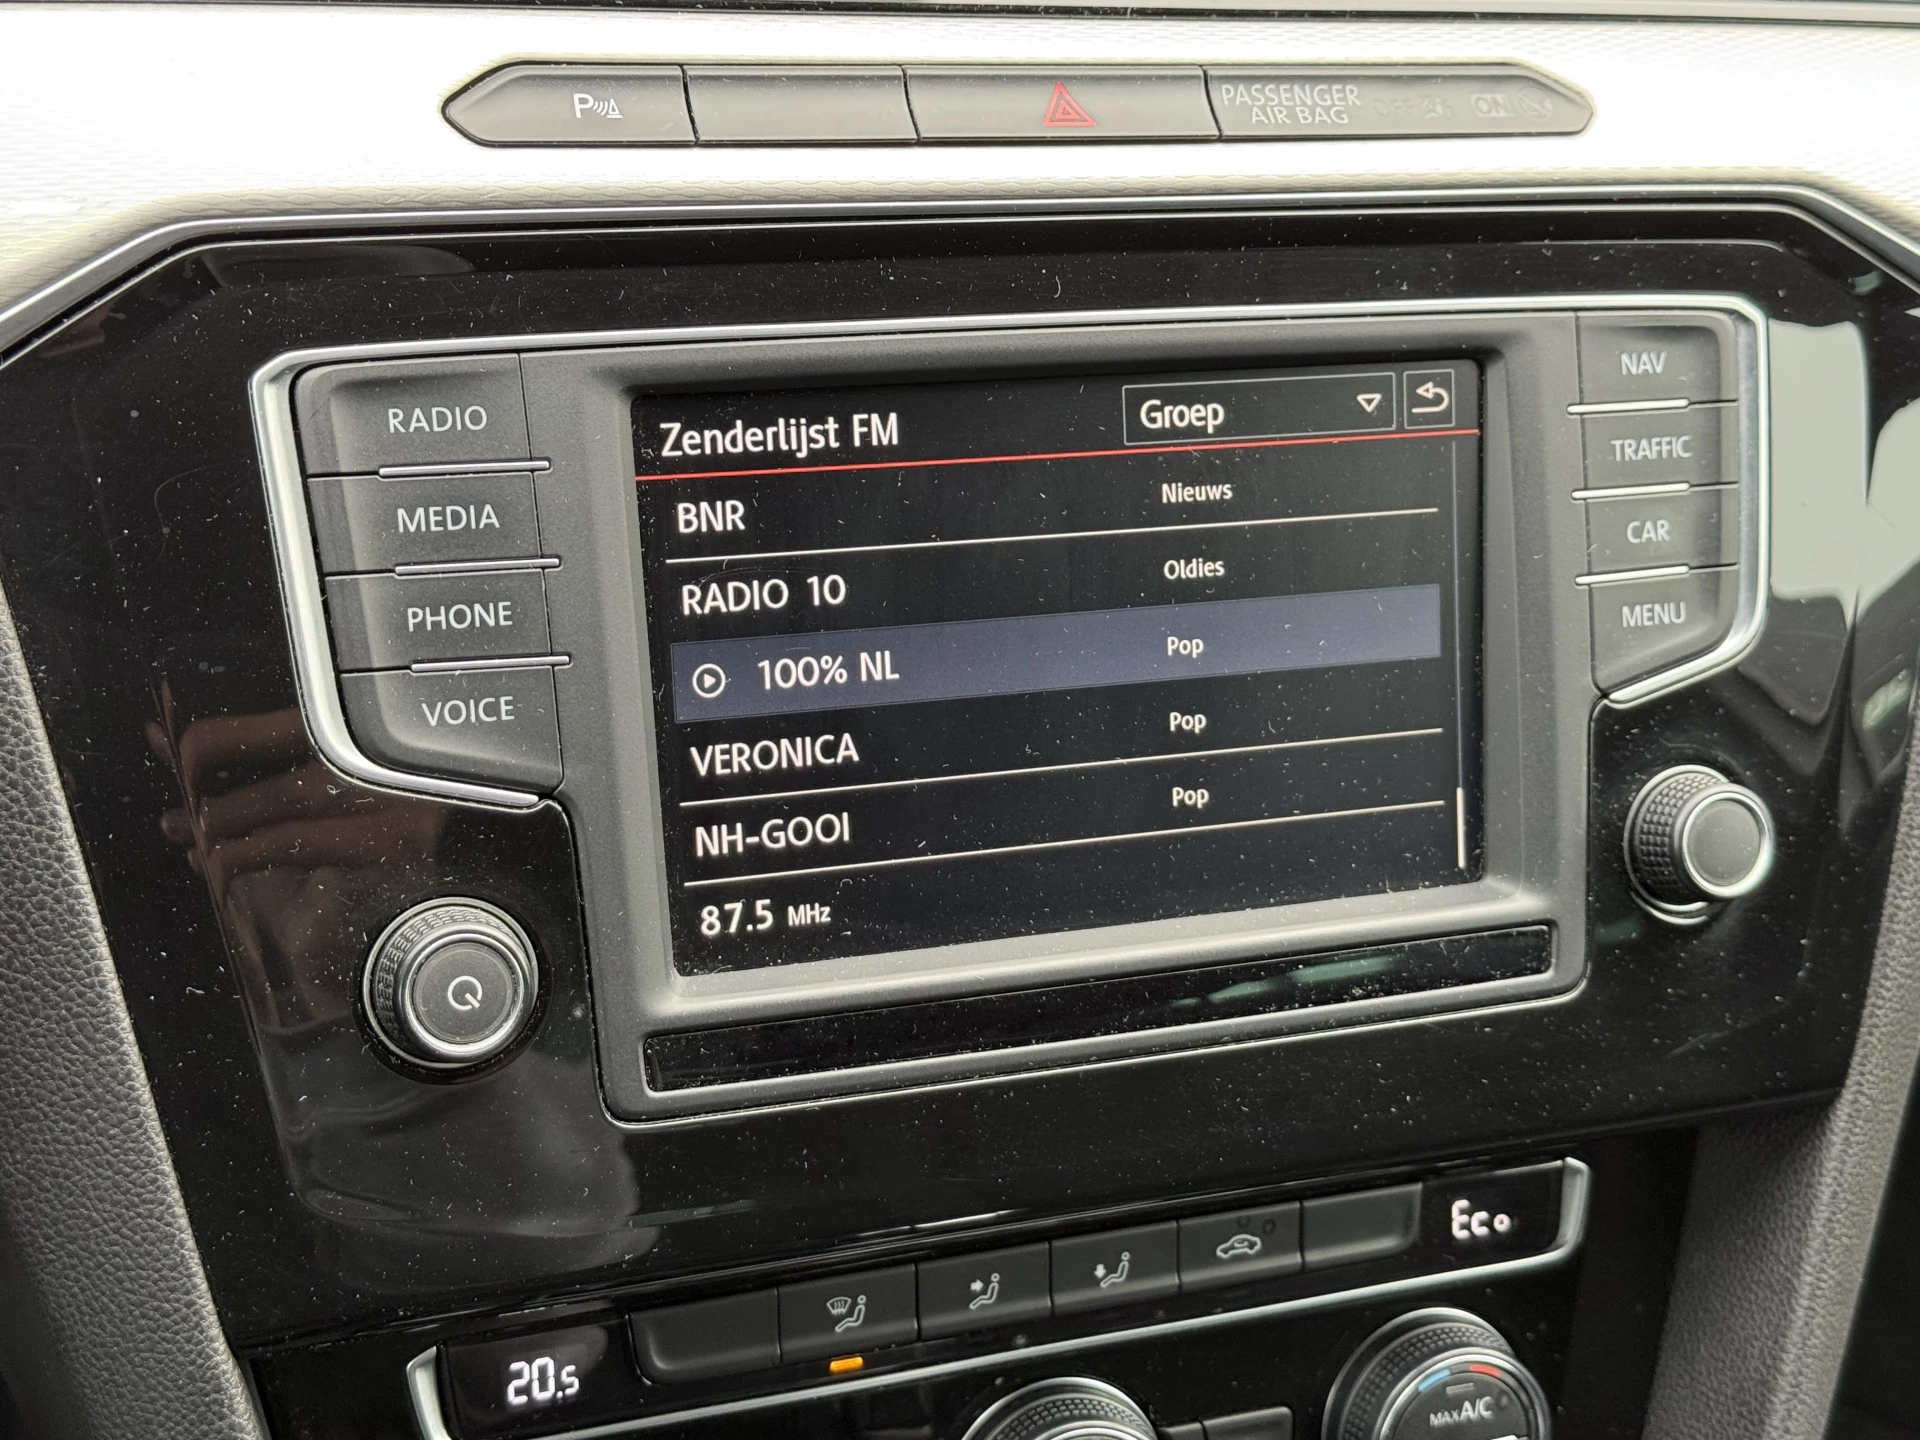 P
PASSENGER
AIR BAG OFF ON
RADIO
MEDIA
PHONE
VOICE
Zenderlijst FM
Groep
BNR Nieuws
RADIO 10 Oldies
100% NL Pop
VERONICA Pop
NH-GOOI Pop
87.5 MHz
NAV
TRAFFIC
CAR
MENU
Eco
20.5
MAX A/C